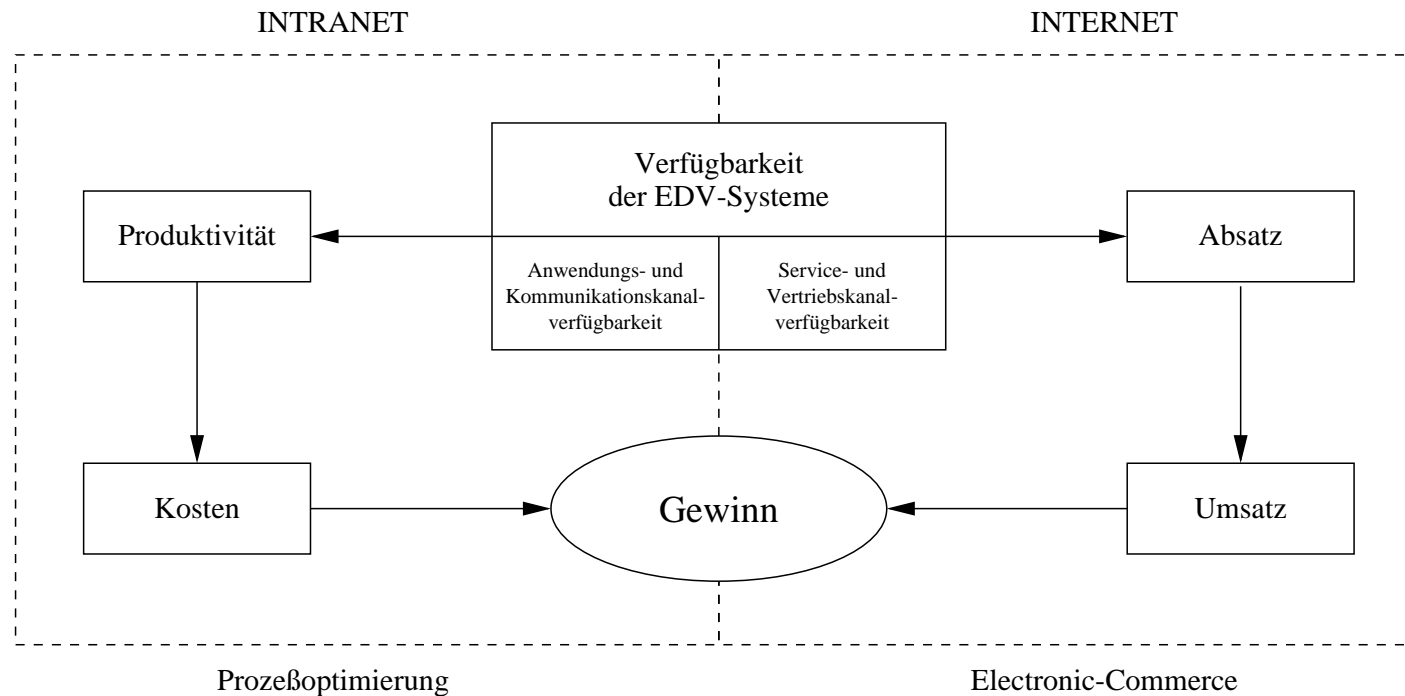 INTRANET
INTERNET
Verfügbarkeit
der EDV-Systeme
Produktivität
Absatz
Anwendungs- und
Kommunikationskanal-
verfügbarkeit
Service- und
Vertriebskanal-
verfügbarkeit
Kosten
Gewinn
Umsatz
Prozeßoptimierung
Electronic-Commerce